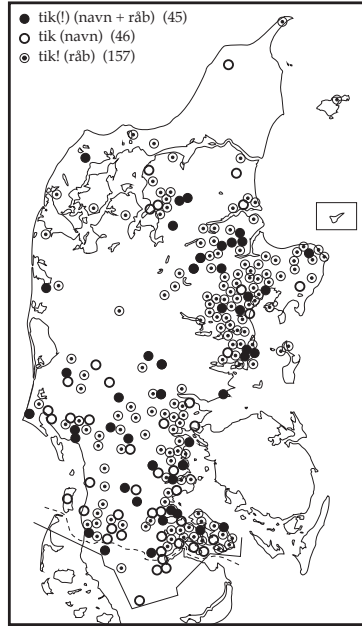 tik(!) (navn + råb) (45)
tik (navn) (46)
tik! (råb) (157)